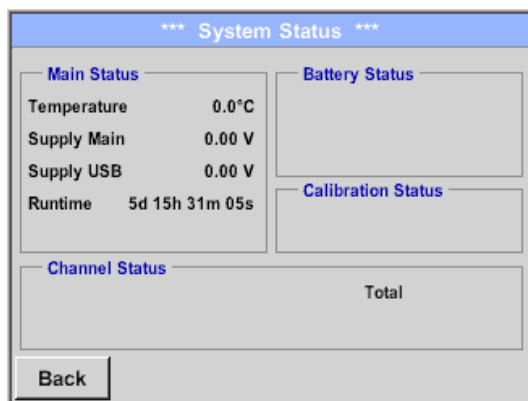 *** System Status ***
Main Status
Temperature 0.0°C
Supply Main 0.00 V
Supply USB 0.00 V
Runtime 5d 15h 31m 05s
Battery Status
Calibration Status
Channel Status
Total
Back